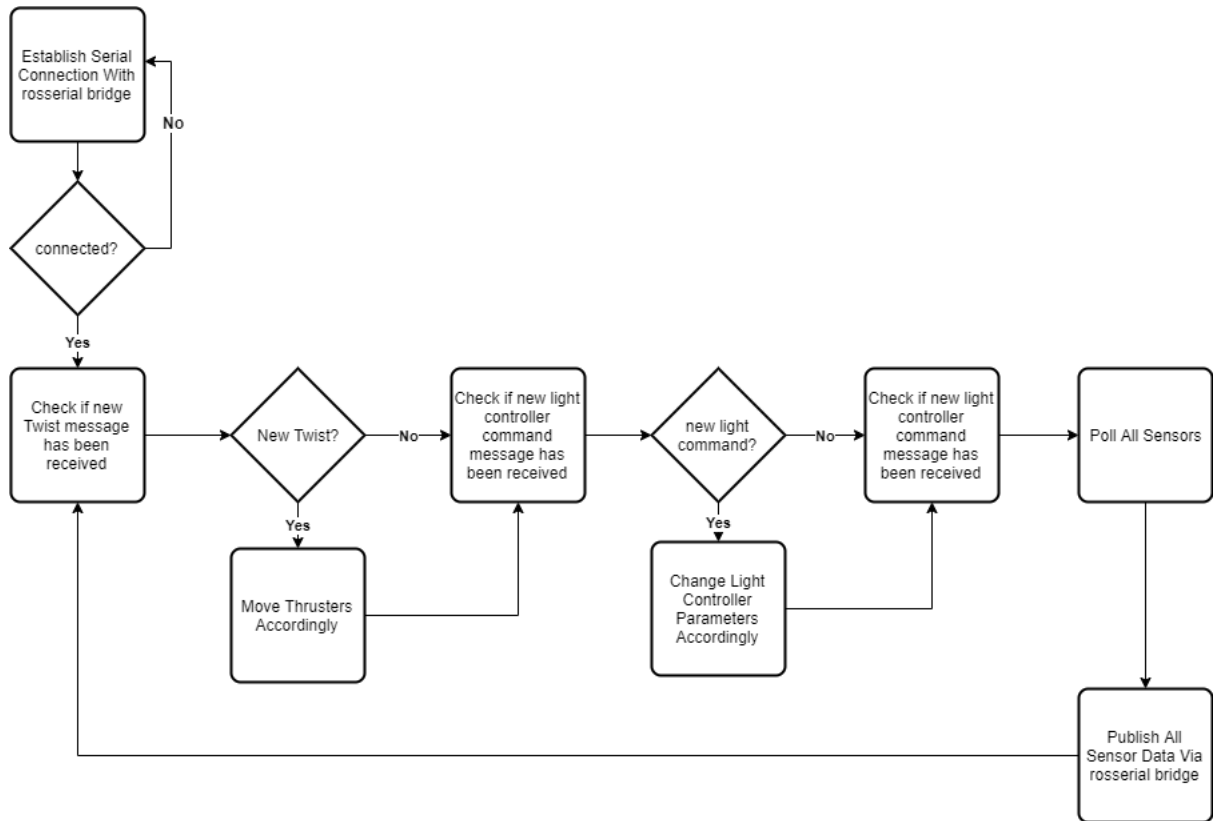 Establish Serial
Connection With
rosserial bridge
No
connected?
Yes
Check if new
Twist message
has been
received
New Twist?
No
Yes
Move Thrusters
Accordingly
Check if new light
controller
command
message has
been received
new light
command?
No
Yes
Change Light
Controller
Parameters
Accordingly
Check if new light
controller
command
message has
been received
Poll All Sensors
Publish All
Sensor Data Via
rosserial bridge